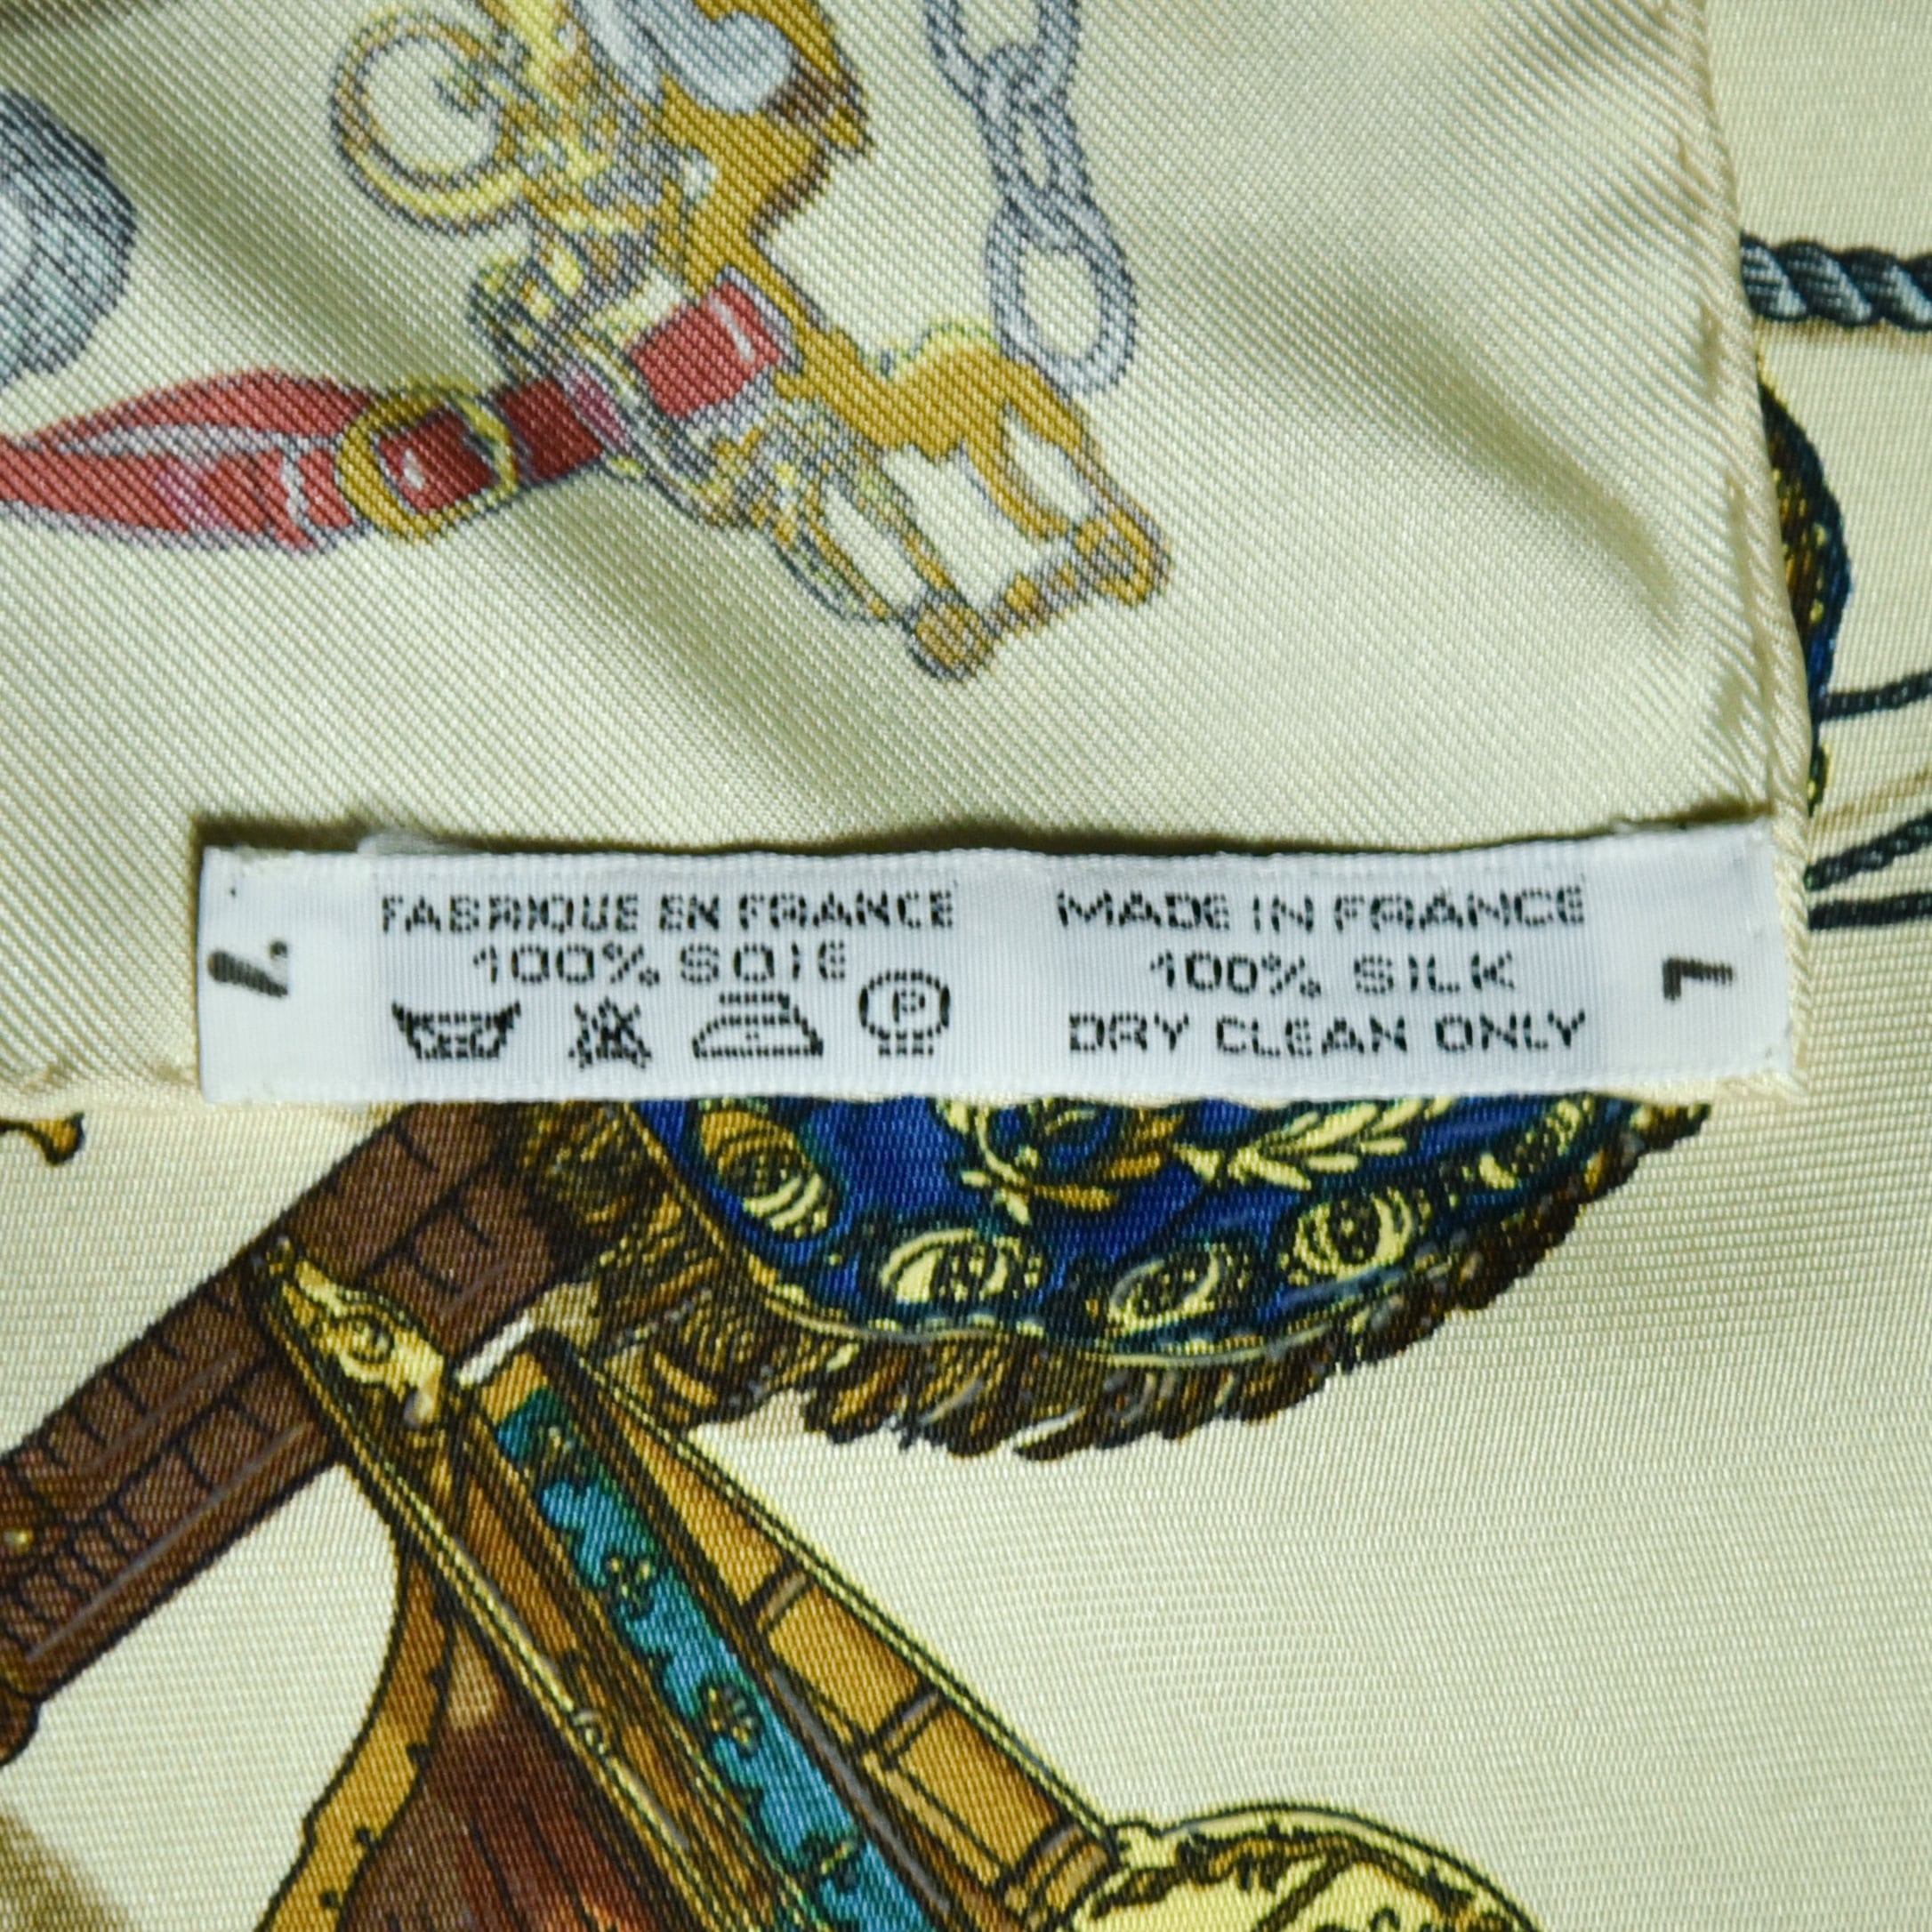 FABRIQUE EN FRANCE
100% SOIE
P
MADE IN FRANCE
100% SILK
DRY CLEAN ONLY